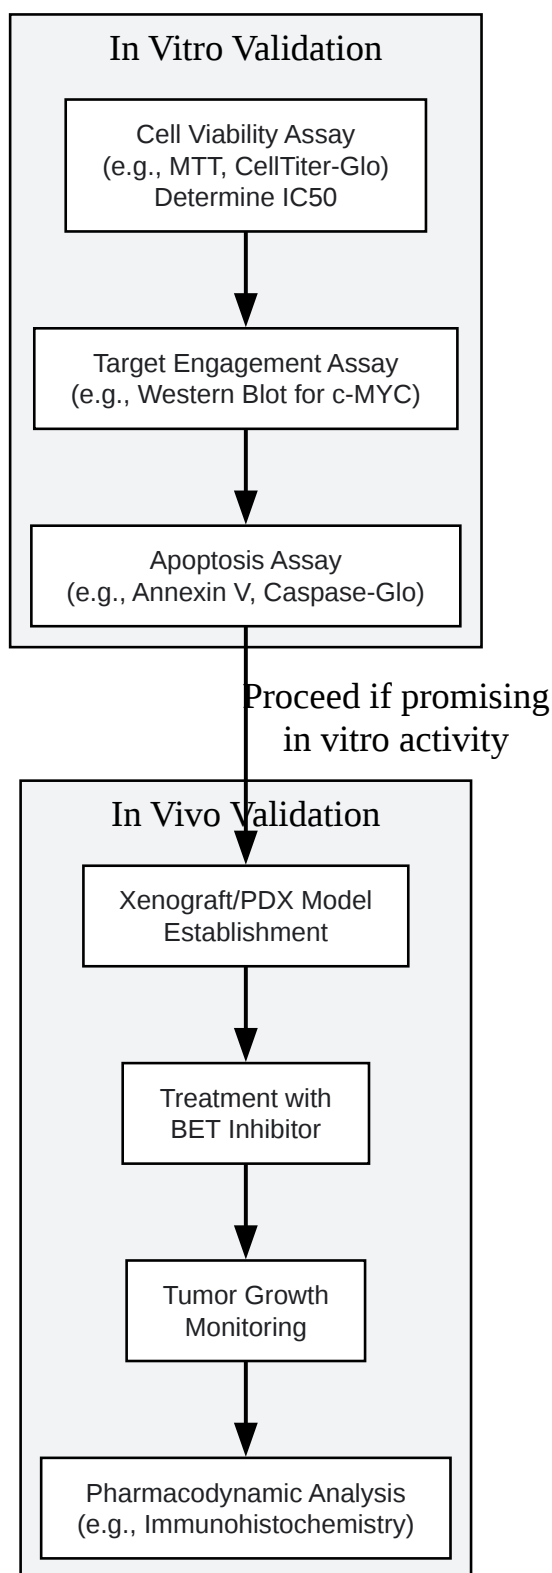 In Vitro Validation
Cell Viability Assay
(e.g., MTT, CellTiter-Glo)
Determine IC50
Target Engagement Assay
(e.g., Western Blot for c-MYC)
Apoptosis Assay
(e.g., Annexin V, Caspase-Glo)
Proceed if promising
in vitro activity
In Vivo Validation
Xenograft/PDX Model
Establishment
Treatment with
BET Inhibitor
Tumor Growth
Monitoring
Pharmacodynamic Analysis
(e.g., Immunohistochemistry)